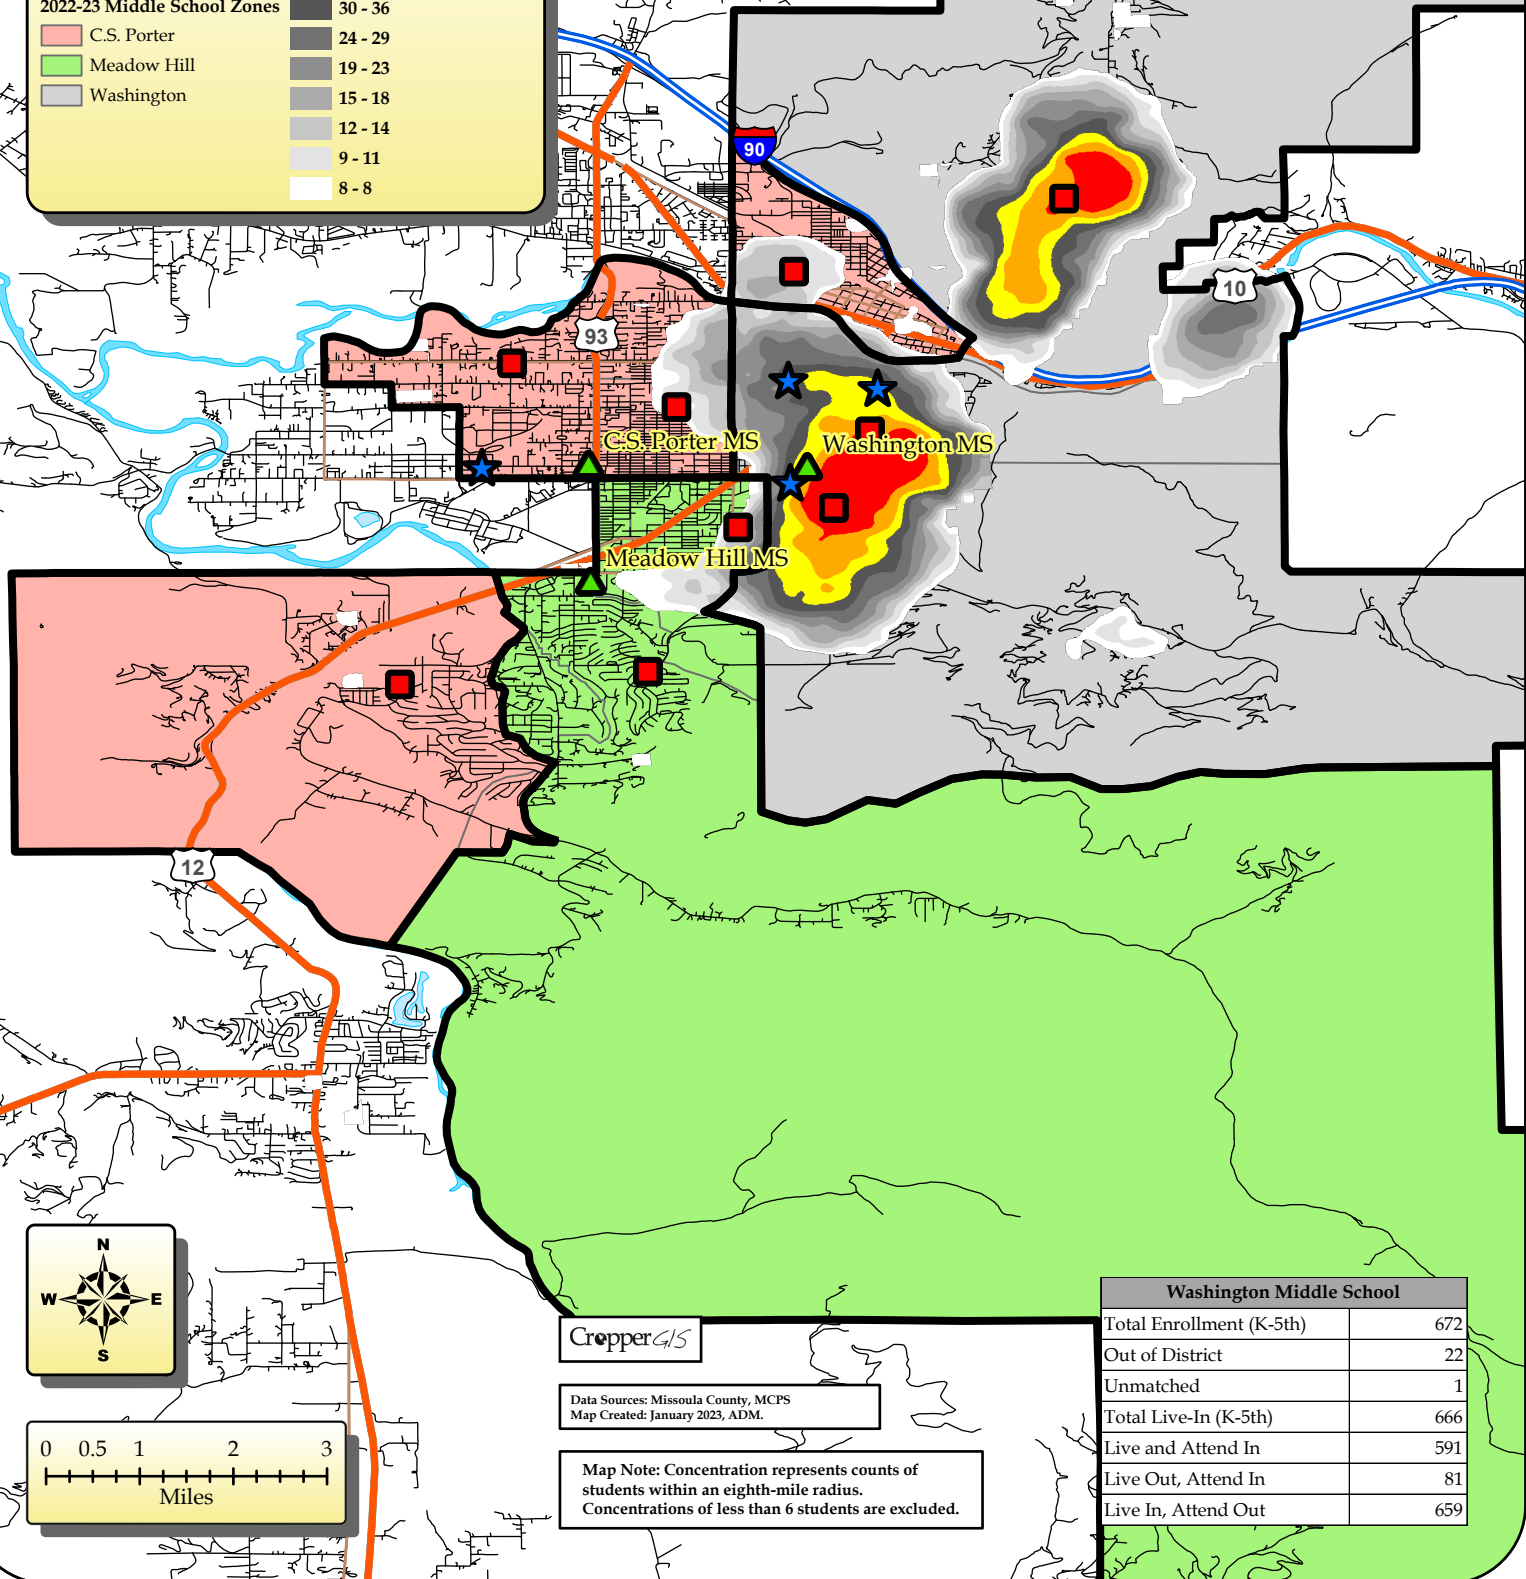 2022-23 Middle School Zones
C.S. Porter
Meadow Hill
Washington
30 - 36
24 - 29
19 - 23
15 - 18
12 - 14
9 - 11
8 - 8
90
10
93
C.S. Porter MS
Washington MS
Meadow Hill MS
12
N
W E
S
0 0.5 1 2 3
Miles
CropperGIS
Data Sources: Missoula County, MCPS
Map Created: January 2023, ADM.
Map Note: Concentration represents counts of
students within an eighth-mile radius.
Concentrations of less than 6 students are excluded.
Washington Middle School
Total Enrollment (K-5th) 672
Out of District 22
Unmatched 1
Total Live-In (K-5th) 666
Live and Attend In 591
Live Out, Attend In 81
Live In, Attend Out 659